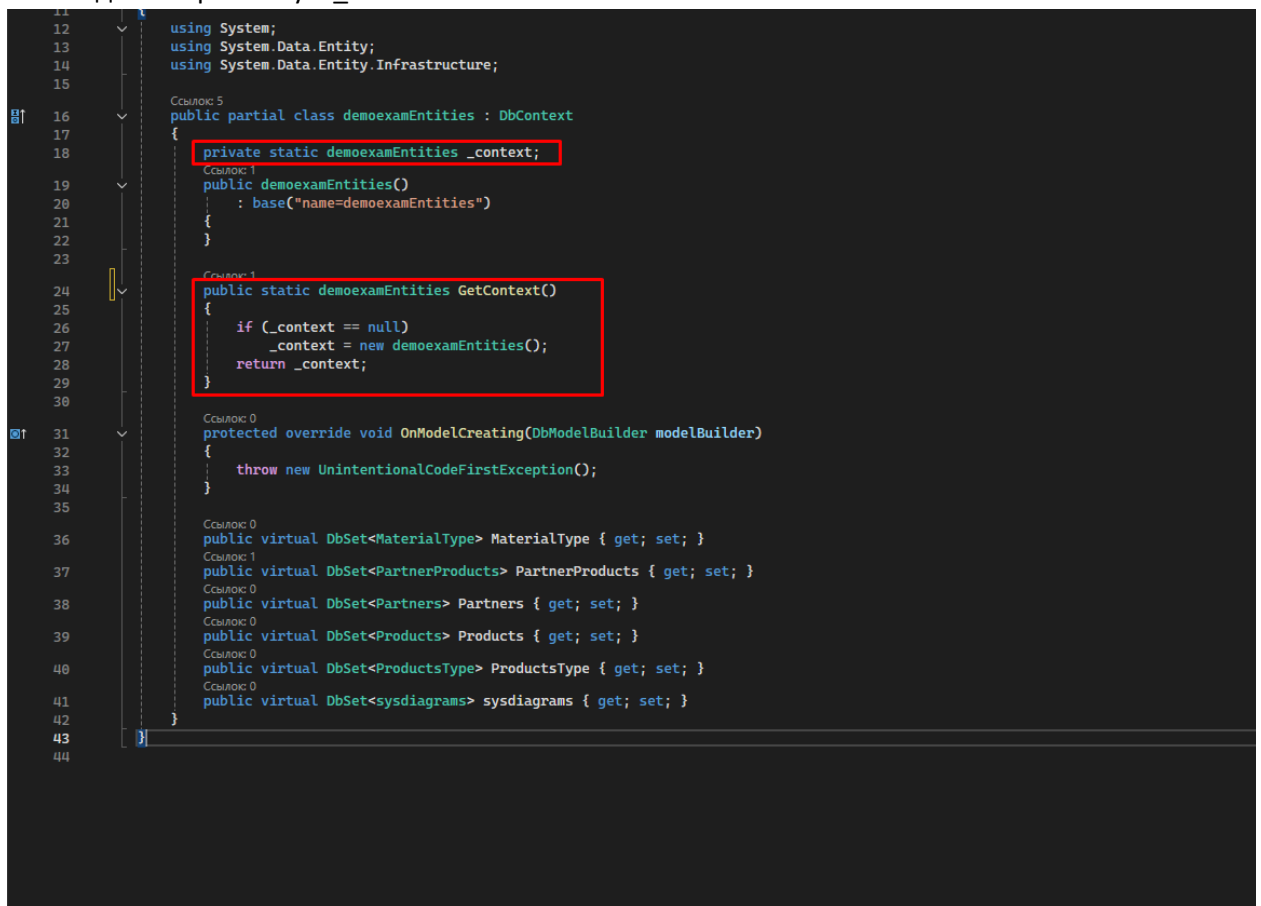 11 {
12 using System;
13 using System.Data.Entity;
14 using System.Data.Entity.Infrastructure;
15
Ссылок: 5
16 public partial class demoexamEntities : DbContext
17 {
18 private static demoexamEntities _context;
Ссылок: 1
19 public demoexamEntities()
20 : base("name=demoexamEntities")
21 {
22 }
23
Ссылок: 1
24 public static demoexamEntities GetContext()
25 {
26 if (_context == null)
27 _context = new demoexamEntities();
28 return _context;
29 }
30
Ссылок: 0
31 protected override void OnModelCreating(DbModelBuilder modelBuilder)
32 {
33 throw new UnintentionalCodeFirstException();
34 }
35
Ссылок: 0
36 public virtual DbSet<MaterialType> MaterialType { get; set; }
Ссылок: 1
37 public virtual DbSet<PartnerProducts> PartnerProducts { get; set; }
Ссылок: 0
38 public virtual DbSet<Partners> Partners { get; set; }
Ссылок: 0
39 public virtual DbSet<Products> Products { get; set; }
Ссылок: 0
40 public virtual DbSet<ProductsType> ProductsType { get; set; }
Ссылок: 0
41 public virtual DbSet<sysdiagrams> sysdiagrams { get; set; }
42 }
43 }
44